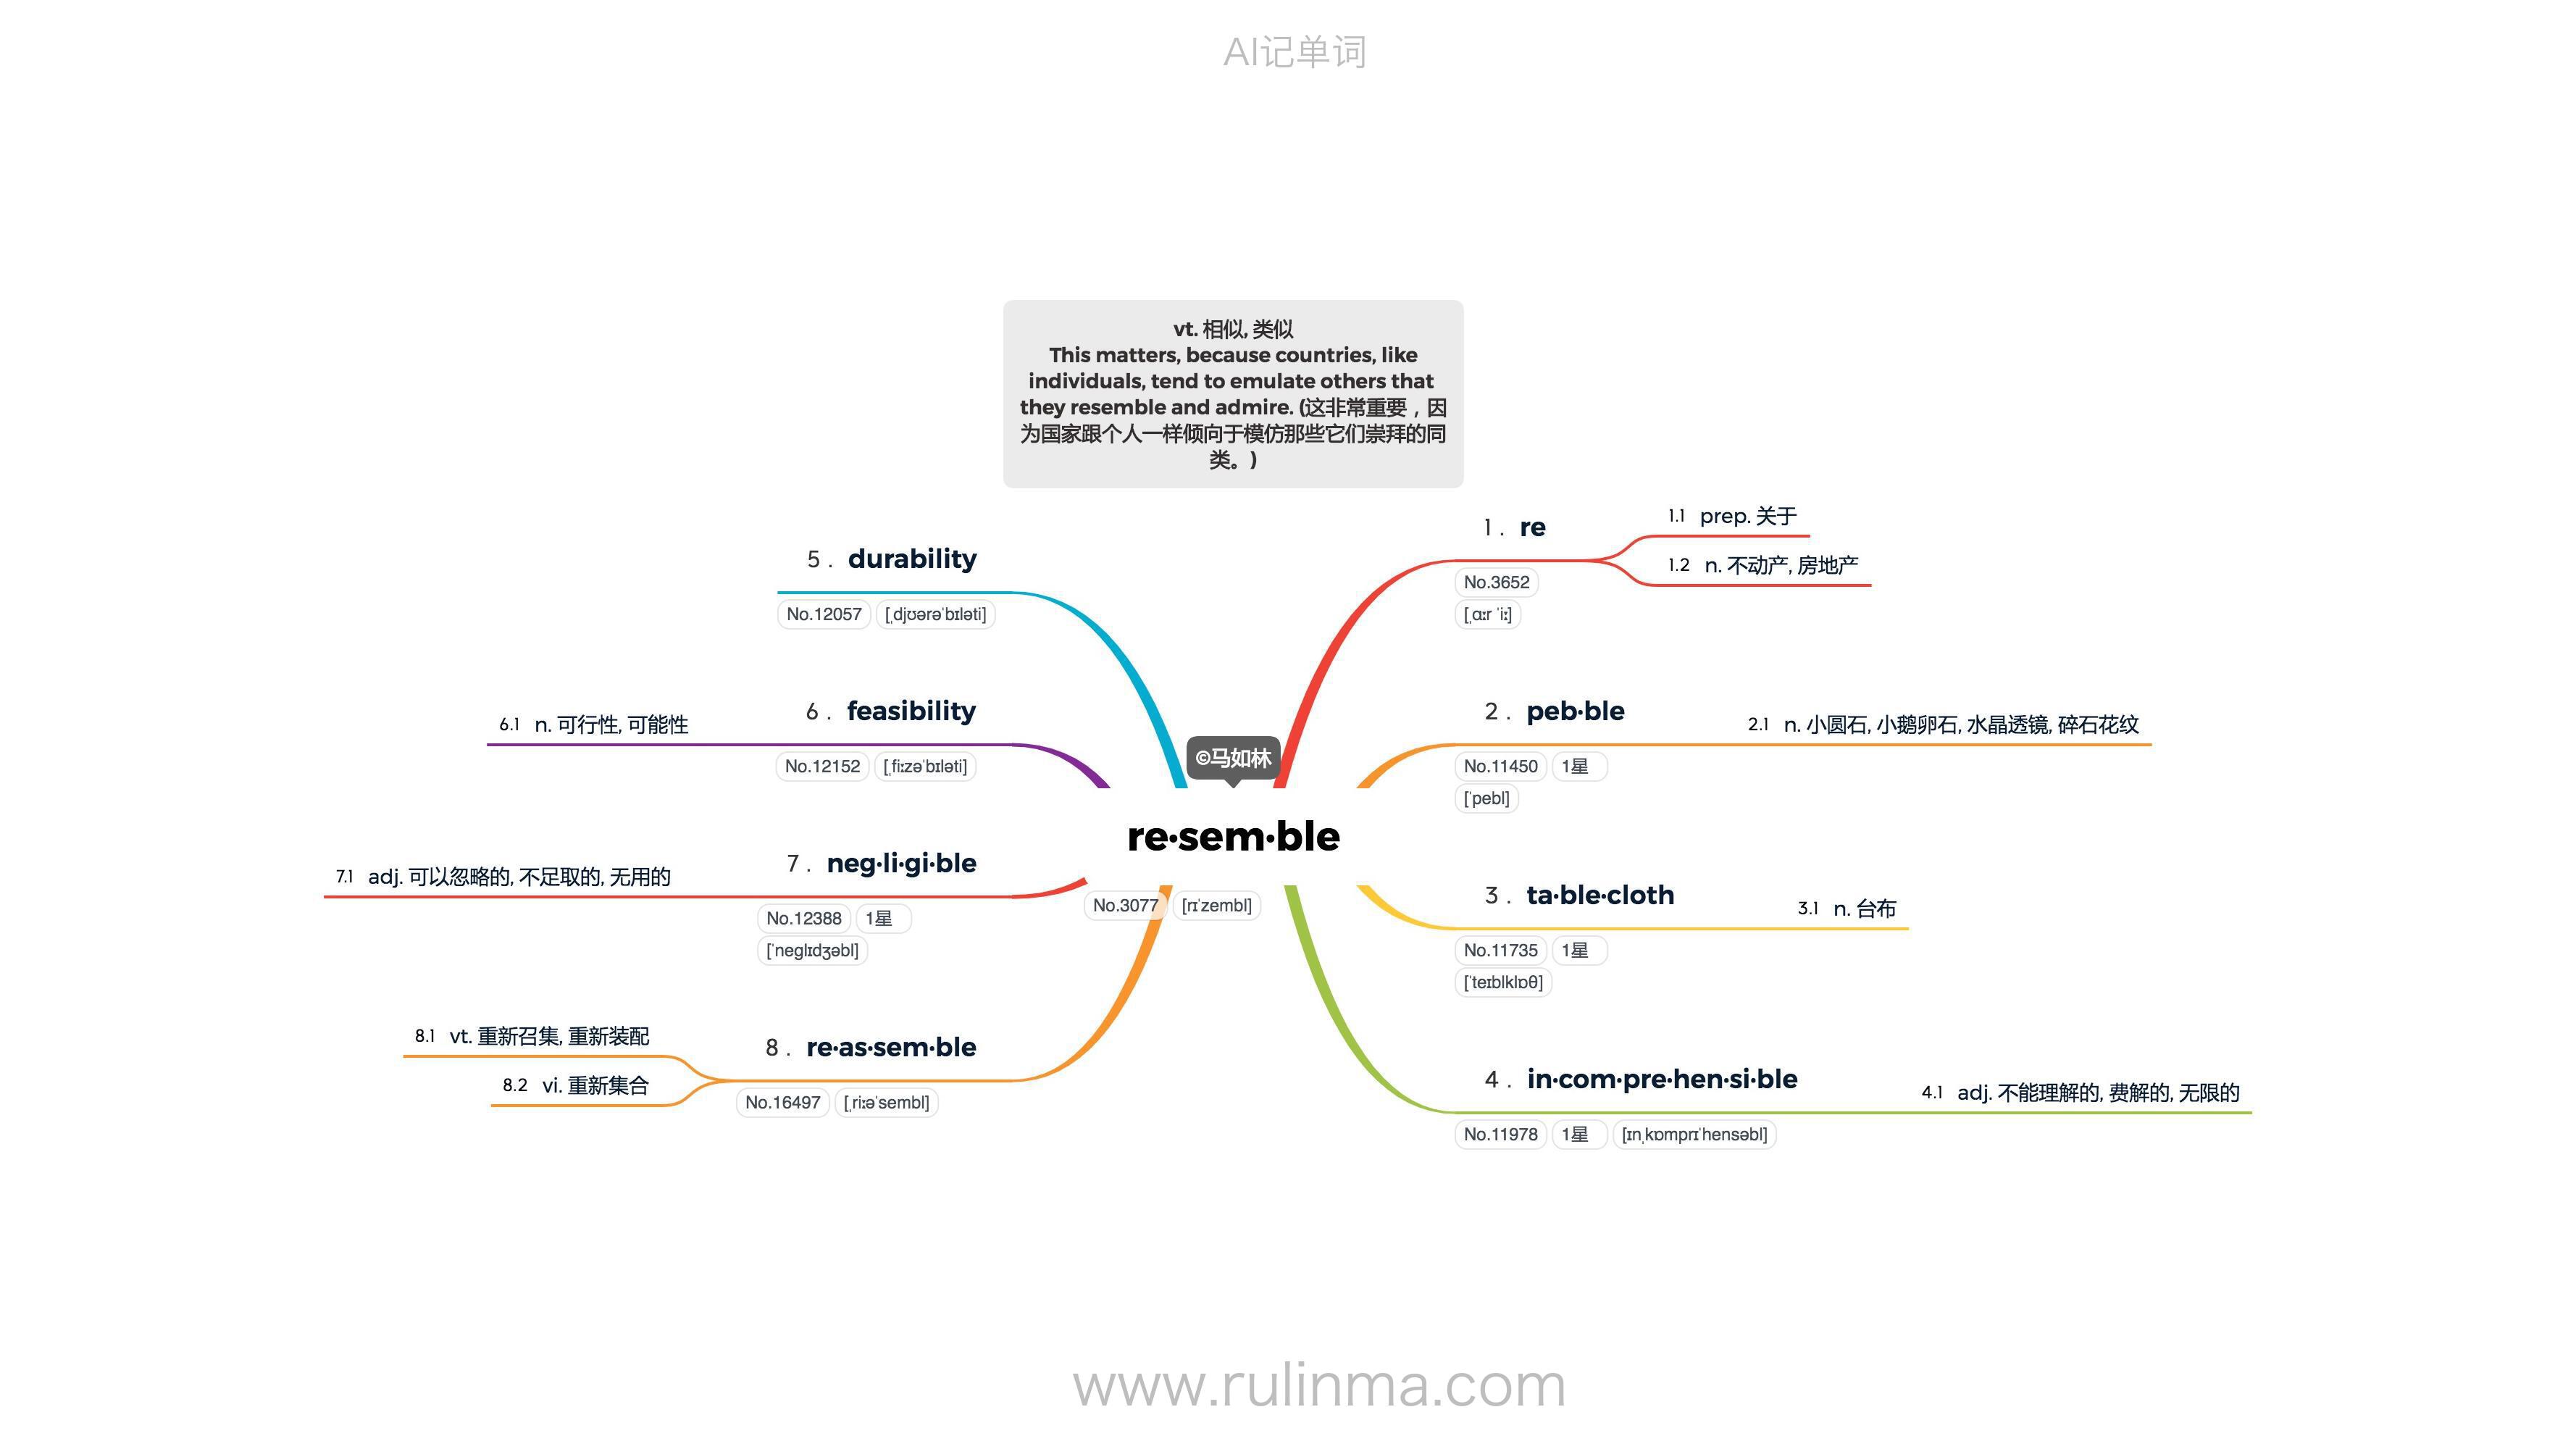 AI记单词
vt. 相似, 类似
This matters, because countries, like
individuals, tend to emulate others that
they resemble and admire. (这非常重要，因
为国家跟个人一样倾向于模仿那些它们崇拜的同
类。)
©马如林
re·sem·ble
No.3077 [rɪˈzembl]
1 . re
No.3652
[ˌɑːr ˈiː]
1.1 prep. 关于
1.2 n. 不动产, 房地产
2 . peb·ble
No.11450 1星
[ˈpebl]
2.1 n. 小圆石, 小鹅卵石, 水晶透镜, 碎石花纹
3 . ta·ble·cloth
No.11735 1星
[ˈteɪblklɒθ]
3.1 n. 台布
4 . in·com·pre·hen·si·ble
No.11978 1星 [ɪnˌkɒmprɪˈhensəbl]
4.1 adj. 不能理解的, 费解的, 无限的
5 . durability
No.12057 [ˌdjʊərəˈbɪləti]
6 . feasibility
No.12152 [ˌfiːzəˈbɪləti]
6.1 n. 可行性, 可能性
7 . neg·li·gi·ble
No.12388 1星
[ˈneglɪdʒəbl]
7.1 adj. 可以忽略的, 不足取的, 无用的
8 . re·as·sem·ble
No.16497 [ˌriːəˈsembl]
8.1 vt. 重新召集, 重新装配
8.2 vi. 重新集合
www.rulinma.com